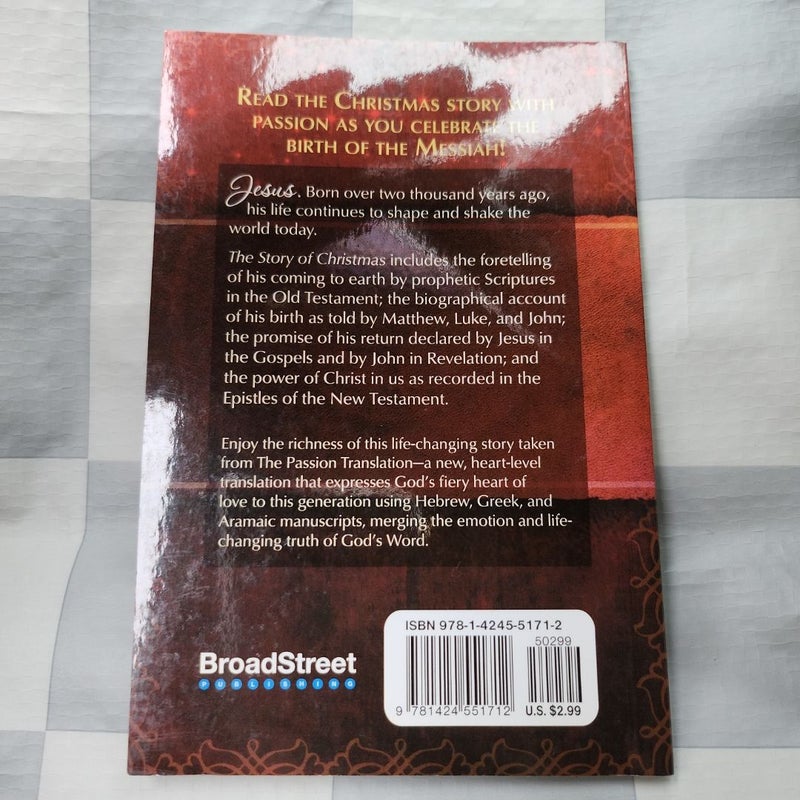 READ THE CHRISTMAS STORY WITH
PASSION AS YOU CELEBRATE THE
BIRTH OF THE MESSIAH!
Jesus. Born over two thousand years ago,
his life continues to shape and shake the
world today.
The Story of Christmas includes the foretelling
of his coming to earth by prophetic Scriptures
in the Old Testament; the biographical account
of his birth as told by Matthew, Luke, and John;
the promise of his return declared by Jesus in
the Gospels and by John in Revelation; and
the power of Christ in us as recorded in the
Epistles of the New Testament.
Enjoy the richness of this life-changing story taken
from The Passion Translation—a new, heart-level
translation that expresses God's fiery heart of
love to this generation using Hebrew, Greek, and
Aramaic manuscripts, merging the emotion and life-
changing truth of God's Word.
BroadStreet
PUBLISHING
ISBN 978-1-4245-5171-2
50299
9 781424 551712
U.S. $2.99